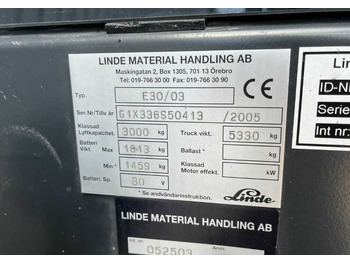 LINDE MATERIAL HANDLING AB
Maskingatan 2, Box 1305, 701 13 Örebro
Tel: 019-766 30 00 Fax: 019-766 30 90
Typ E30/03 CE
Ser.Nr/Tillv år G1X336S50413 /2005
Klassad Lyftkapacitet. 3000 kg Truck vikt. 5330 kg
Batteri Vikt. Max 1843 kg Ballast* kg
Min* 1459 kg Klassad Motor effekt. kW
Batteri. Sp. 80 V * Se användarinstruktion.
Linde
LINDE MATERIAL HANDLING AB
052503
Lin
ID-N
Serial
Int nr: